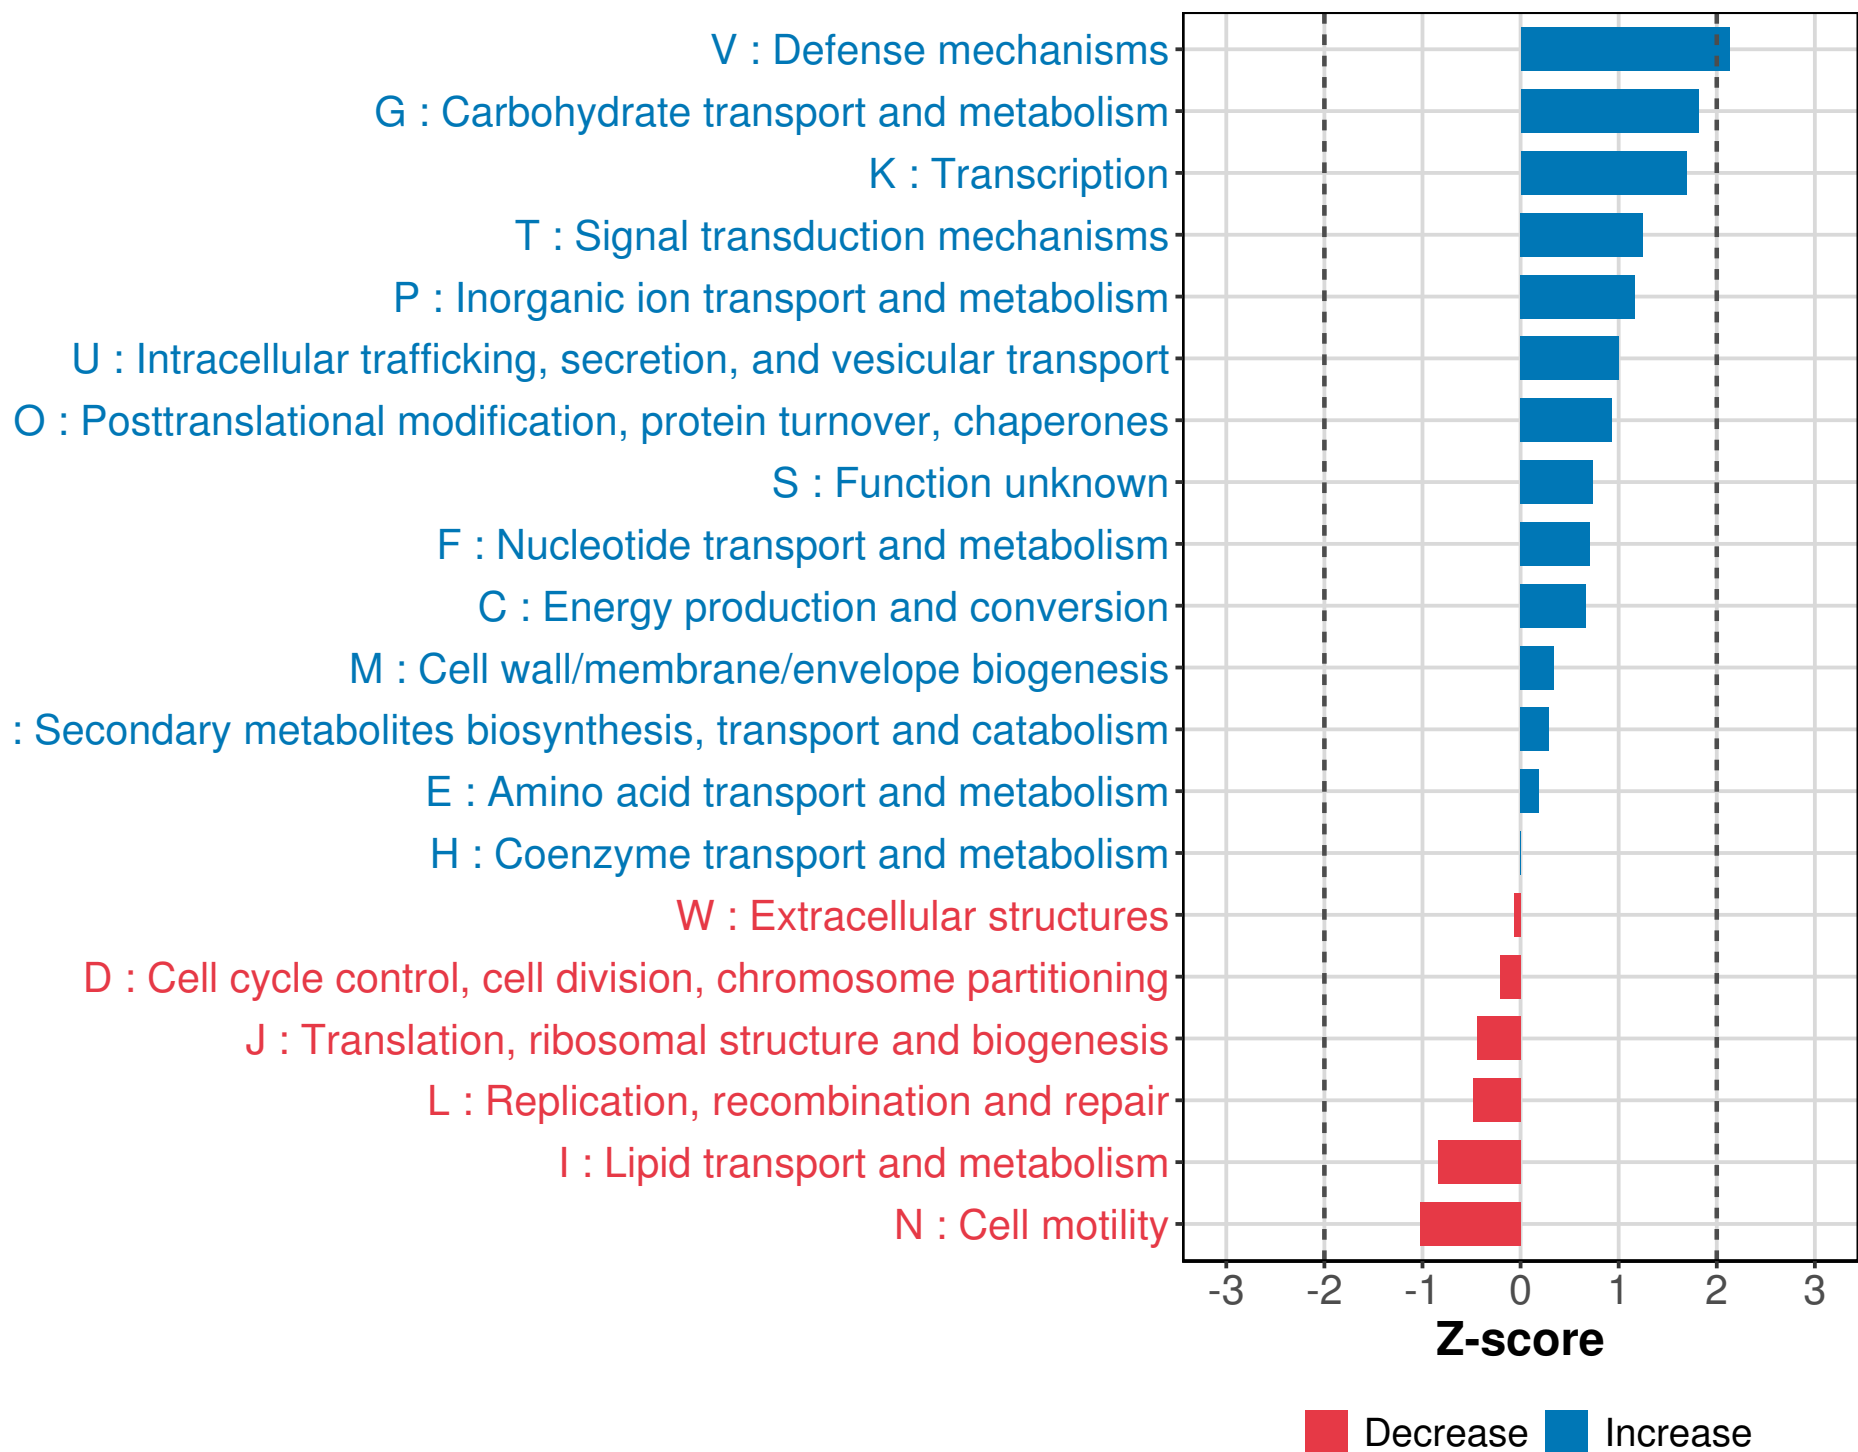 V : Defense mechanisms
G : Carbohydrate transport and metabolism
K : Transcription
T : Signal transduction mechanisms
P : Inorganic ion transport and metabolism
U : Intracellular trafficking, secretion, and vesicular transport
O : Posttranslational modification, protein turnover, chaperones
S : Function unknown
F : Nucleotide transport and metabolism
C : Energy production and conversion
M : Cell wall/membrane/envelope biogenesis
: Secondary metabolites biosynthesis, transport and catabolism
E : Amino acid transport and metabolism
H : Coenzyme transport and metabolism
W : Extracellular structures
D : Cell cycle control, cell division, chromosome partitioning
J : Translation, ribosomal structure and biogenesis
L : Replication, recombination and repair
I : Lipid transport and metabolism
N : Cell motility
-3 -2 -1 0 1 2 3
Z-score
Decrease Increase